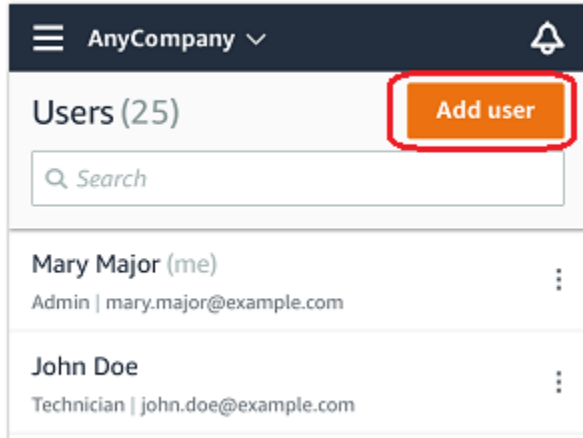 AnyCompany
Users (25)
Add user
Search
Mary Major (me)
Admin | mary.major@example.com
John Doe
Technician | john.doe@example.com